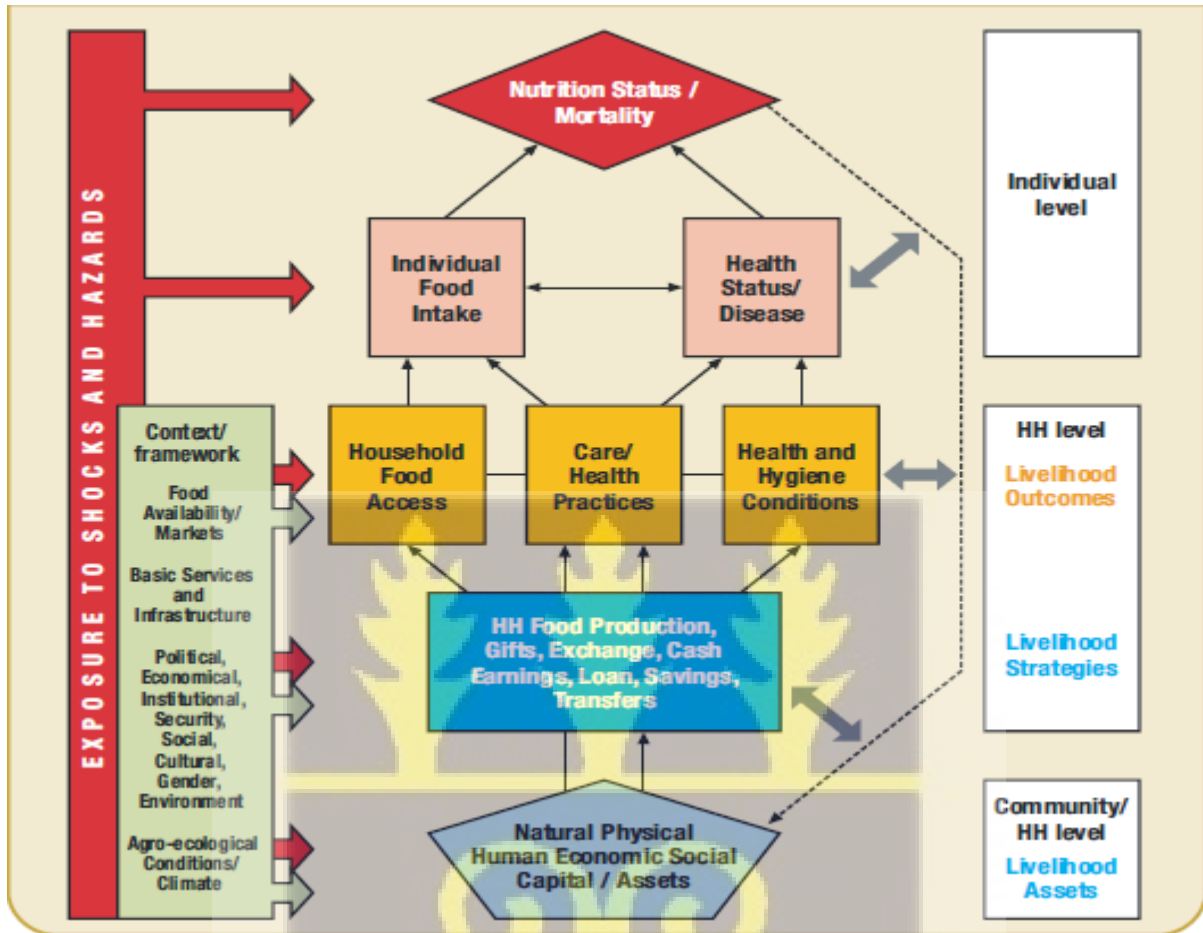 EXPOSURE TO SHOCKS AND HAZARDS
Nutrition Status /
Mortality
Individual
level
Individual
Food
Intake
Health
Status/
Disease
Context/
framework
Food
Availability/
Markets
Basic Services
and
Infrastructure
Political,
Economical,
Institutional,
Security,
Social,
Cultural,
Gender,
Environment
Agro-ecological
Conditions/
Climate
Household
Food
Access
Care/
Health
Practices
Health and
Hygiene
Conditions
HH level
Livelihood
Outcomes
HH Food Production,
Gifts, Exchange, Cash
Earnings, Loan, Savings,
Transfers
Livelihood
Strategies
Natural Physical
Human Economic Social
Capital / Assets
Community/
HH level
Livelihood
Assets